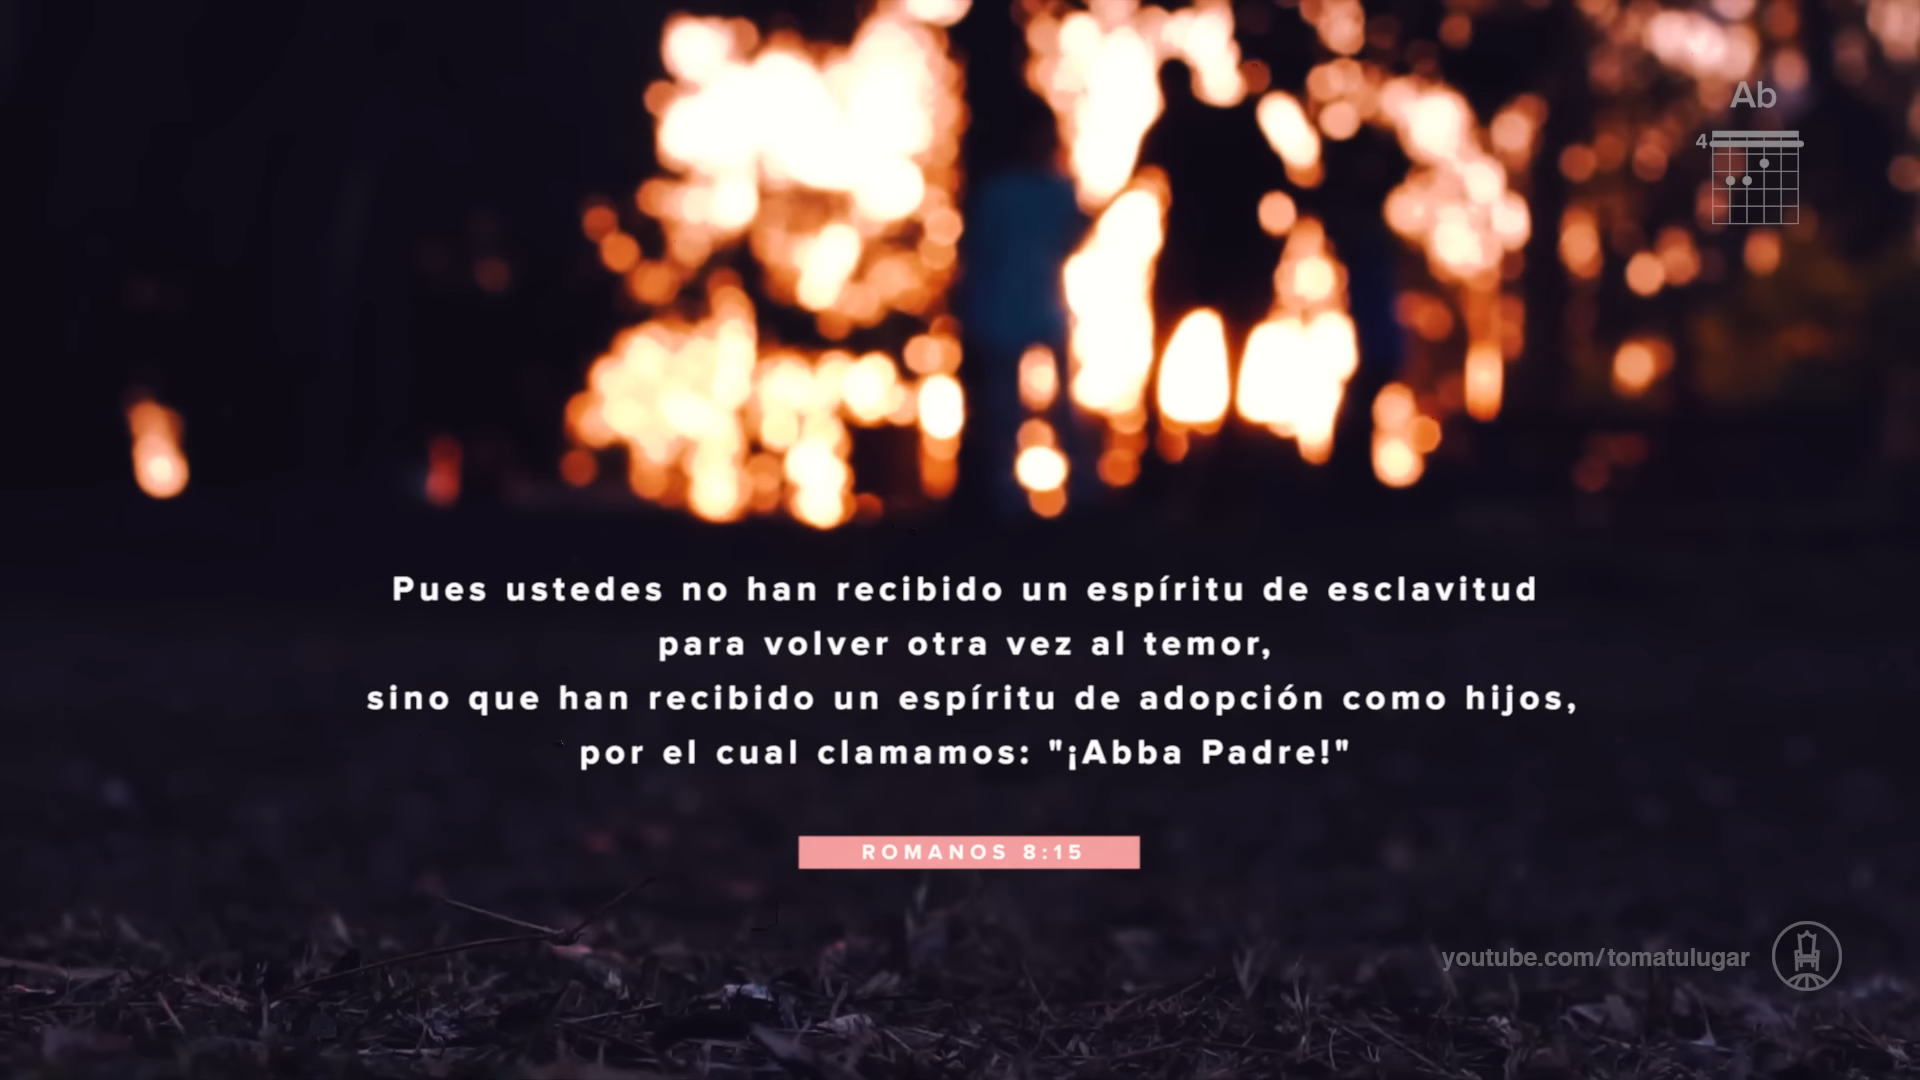 Ab
4
Pues ustedes no han recibido un espíritu de esclavitud
para volver otra vez al temor,
sino que han recibido un espíritu de adopción como hijos,
por el cual clamamos: "¡Abba Padre!"
ROMANOS 8:15
youtube.com/tomatulugar